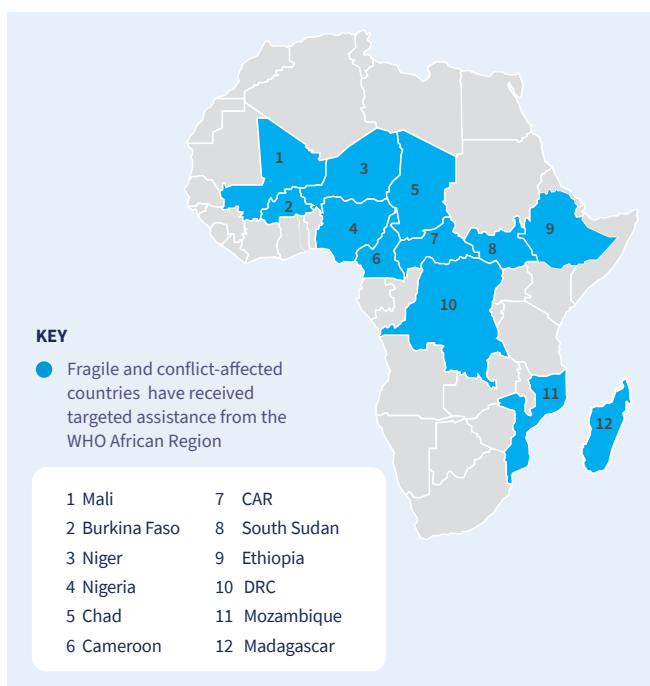 1
3
5
2
4
7
9
8
6
10
11
12
KEY
Fragile and conflict-affected
countries have received
targeted assistance from the
WHO African Region
1 Mali
2 Burkina Faso
3 Niger
4 Nigeria
5 Chad
6 Cameroon
7 CAR
8 South Sudan
9 Ethiopia
10 DRC
11 Mozambique
12 Madagascar